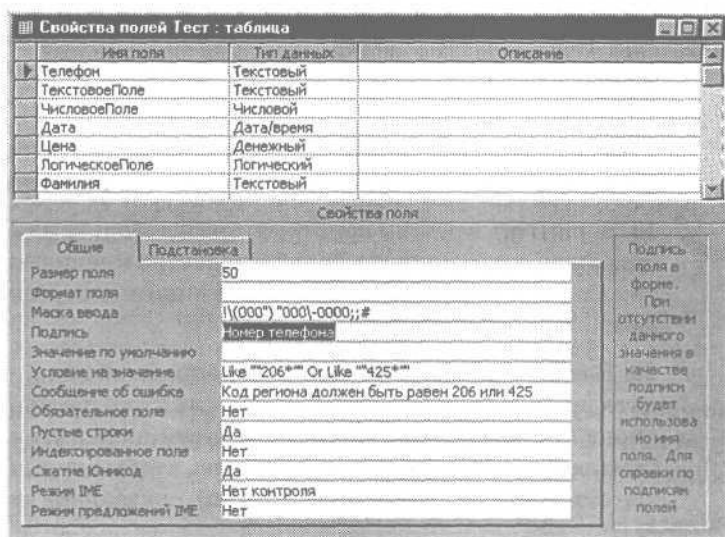 Свойства полей Тест : таблица
Имя поля Тип данных Описание
Телефон Текстовый
ТекстовоеПоле Текстовый
ЧисловоеПоле Числовой
Дата Дата/время
Цена Денежный
ЛогическоеПоле Логический
Фамилия Текстовый
Свойства поля
Общие Подстановка
Размер поля 50
Формат поля
Маска ввода !\(000") "000\-0000;;#
Подпись Номер телефона
Значение по умолчанию
Условие на значение Like ""206*"" Or Like ""425*""
Сообщение об ошибке Код региона должен быть равен 206 или 425
Обязательное поле Нет
Пустые строки Да
Индексированное поле Нет
Сжатие Юникод Да
Режим IME Нет контроля
Режим предложений IME Нет
Подпись
поля в
форме.
При
отсутствии
данного
значения в
качестве
подписи
будет
использова
но имя
поля. Для
справки по
подписям
полей